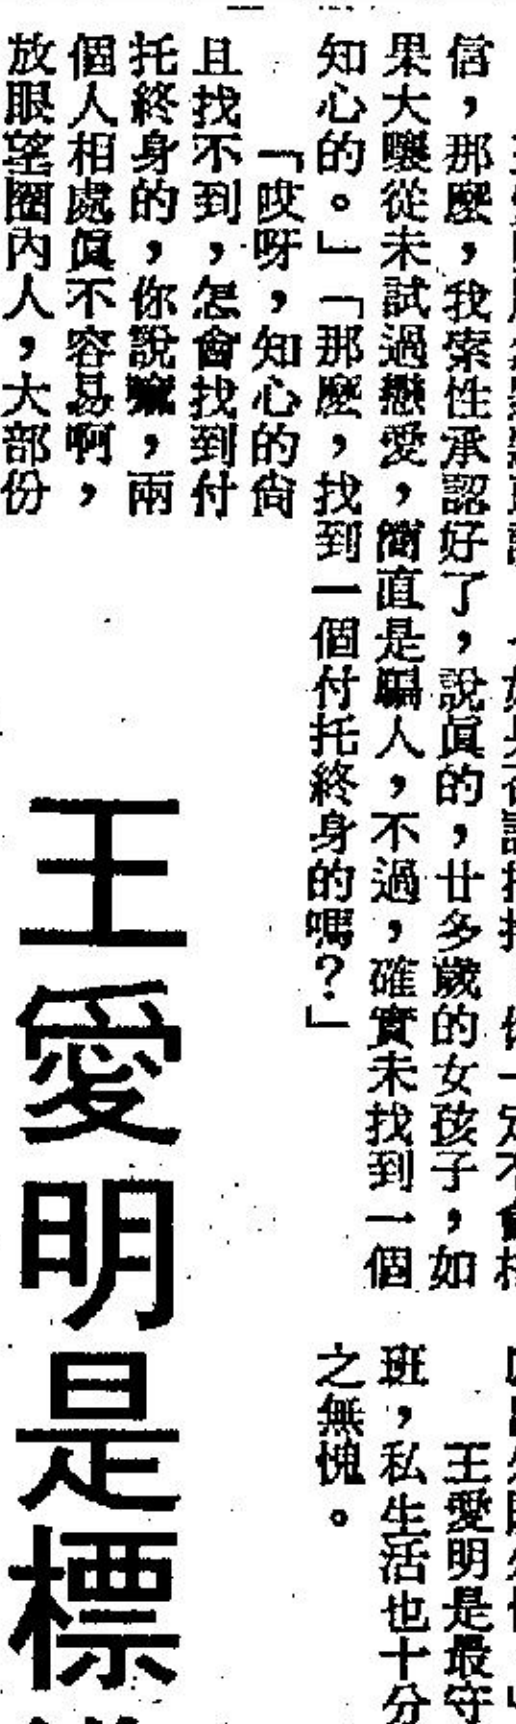 信，那麼，我索性承認好了，說眞的，廿多歲的女孩子，如
果大嚷從未試過戀愛，簡直是騙人，不過，確實未找到一個
知心的。」「那麼，找到一個付托終身的嗎？」
「哎呀，知心的尙
且找不到，怎會找到付
托終身的，你說嘛，兩
個人相處眞不容易啊，
放眼望圈內人，大部份
王愛明是最守
班，私生活也十分
之無愧。
王愛明是標